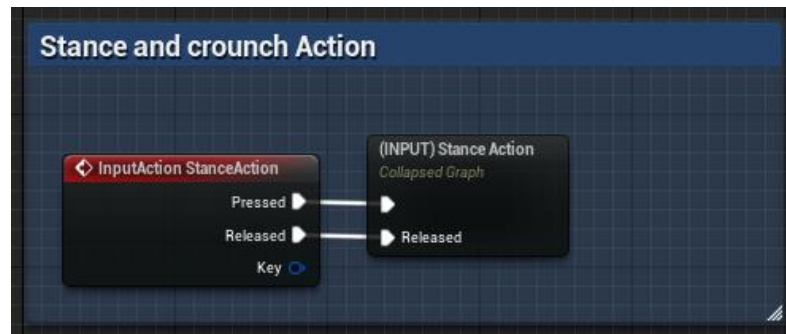 Stance and crounch Action
InputAction StanceAction
Pressed
Released
Key
(INPUT) Stance Action
Collapsed Graph
Released